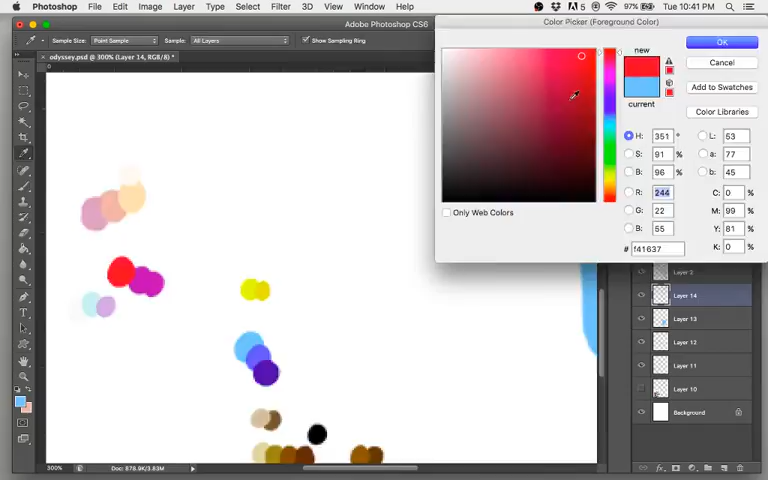 Photoshop File Edit Image Layer Type Select Filter 3D View Window Help 5 97% Tue 10:41 PM
Adobe Photoshop CS6
Color Picker (Foreground Color)
Sample Size: Point Sample Sample: All Layers Show Sampling Ring
odyssey.psd @ 300% (Layer 14, RGB/8) *
new
current
OK
Cancel
Add to Swatches
Color Libraries
H: 351 ° L: 53
S: 91 % a: 77
B: 96 % b: 45
R: 244 C: 0 %
G: 22 M: 99 %
B: 55 Y: 81 %
# f41637 K: 0 %
Only Web Colors
Layer 2
Layer 14
Layer 13
Layer 12
Layer 11
Layer 10
Background
300% Doc: 878.9K/3.83M